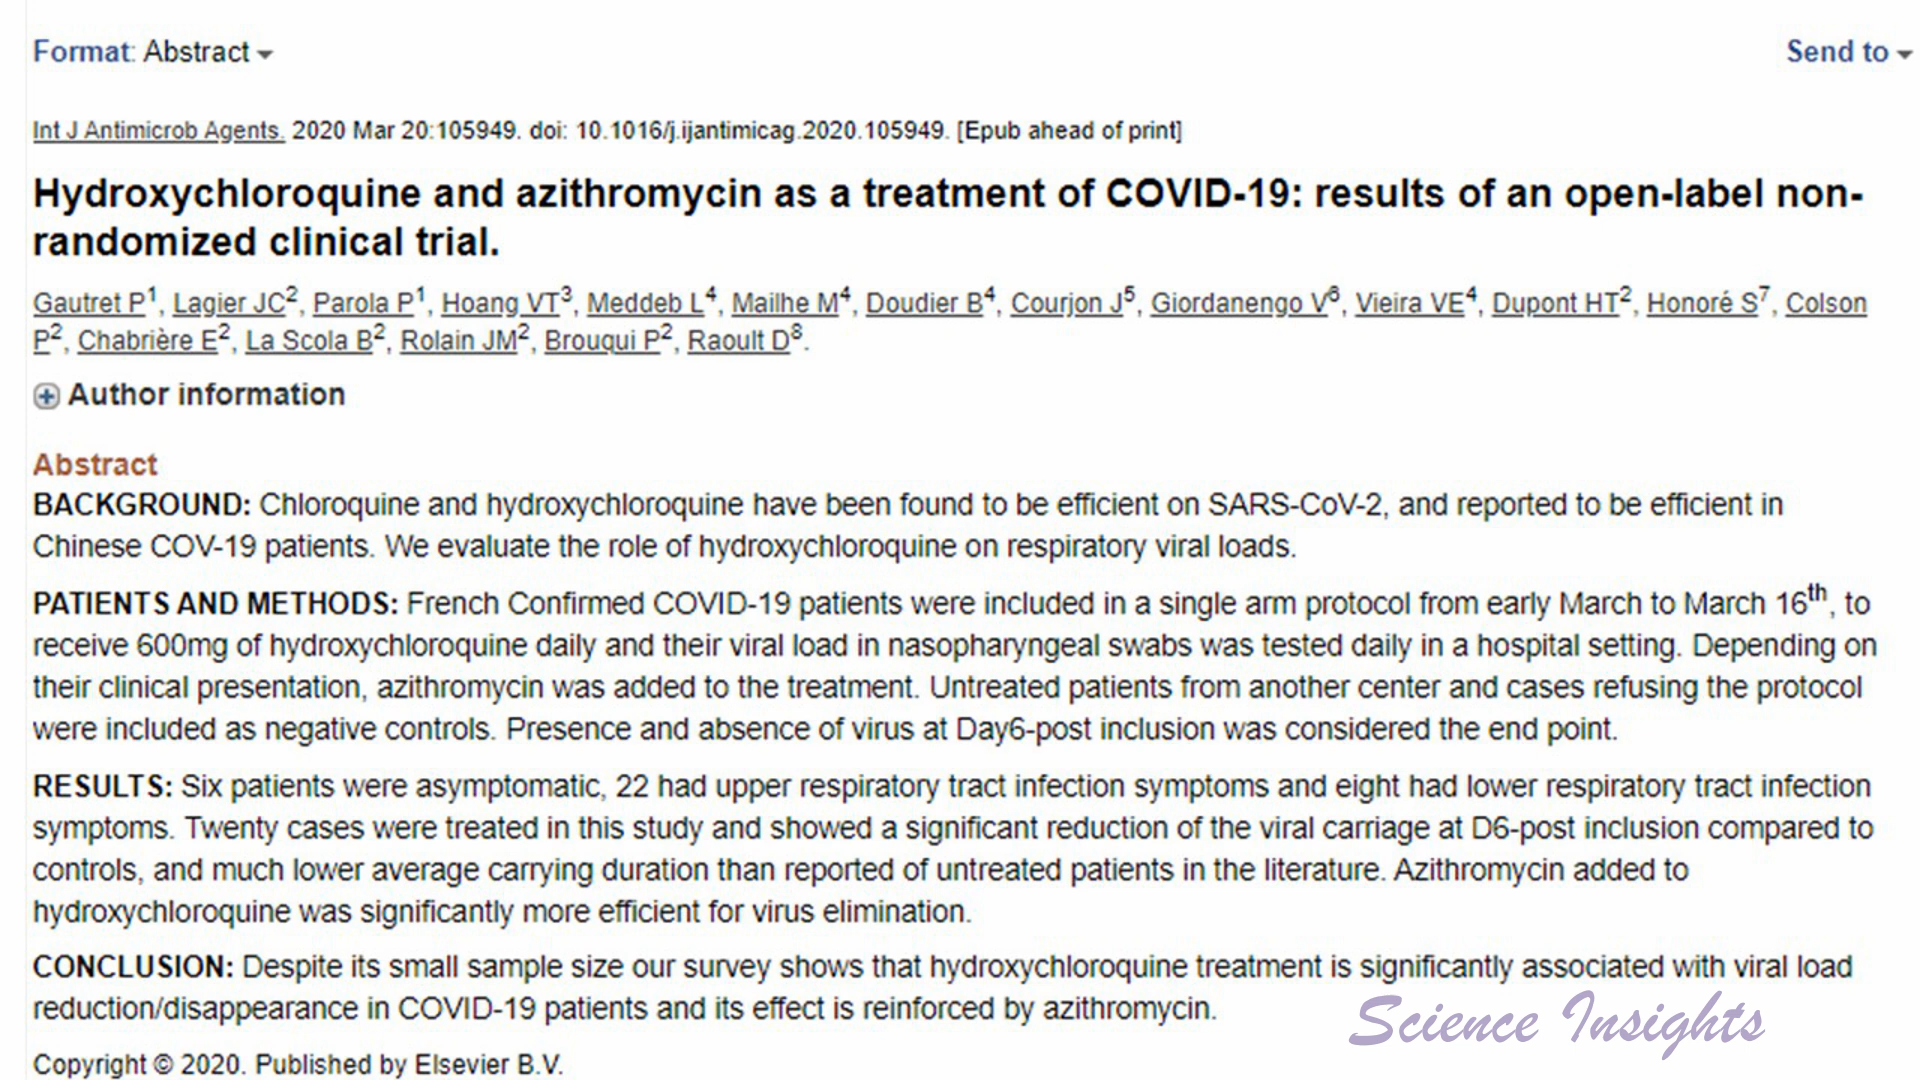 Format: Abstract
Send to
Int J Antimicrob Agents. 2020 Mar 20:105949. doi: 10.1016/j.ijantimicag.2020.105949. [Epub ahead of print]
Hydroxychloroquine and azithromycin as a treatment of COVID-19: results of an open-label non-
randomized clinical trial.
Gautret P1, Lagier JC2, Parola P1, Hoang VT3, Meddeb L4, Mailhe M4, Doudier B4, Courjon J5, Giordanengo V6, Vieira VE4, Dupont HT2, Honoré S7, Colson
P2, Chabrière E2, La Scola B2, Rolain JM2, Brouqui P2, Raoult D8.
Author information
Abstract
BACKGROUND: Chloroquine and hydroxychloroquine have been found to be efficient on SARS-CoV-2, and reported to be efficient in
Chinese COV-19 patients. We evaluate the role of hydroxychloroquine on respiratory viral loads.
PATIENTS AND METHODS: French Confirmed COVID-19 patients were included in a single arm protocol from early March to March 16th, to
receive 600mg of hydroxychloroquine daily and their viral load in nasopharyngeal swabs was tested daily in a hospital setting. Depending on
their clinical presentation, azithromycin was added to the treatment. Untreated patients from another center and cases refusing the protocol
were included as negative controls. Presence and absence of virus at Day6-post inclusion was considered the end point.
RESULTS: Six patients were asymptomatic, 22 had upper respiratory tract infection symptoms and eight had lower respiratory tract infection
symptoms. Twenty cases were treated in this study and showed a significant reduction of the viral carriage at D6-post inclusion compared to
controls, and much lower average carrying duration than reported of untreated patients in the literature. Azithromycin added to
hydroxychloroquine was significantly more efficient for virus elimination.
CONCLUSION: Despite its small sample size our survey shows that hydroxychloroquine treatment is significantly associated with viral load
reduction/disappearance in COVID-19 patients and its effect is reinforced by azithromycin.
Science Insights
Copyright © 2020. Published by Elsevier B.V.